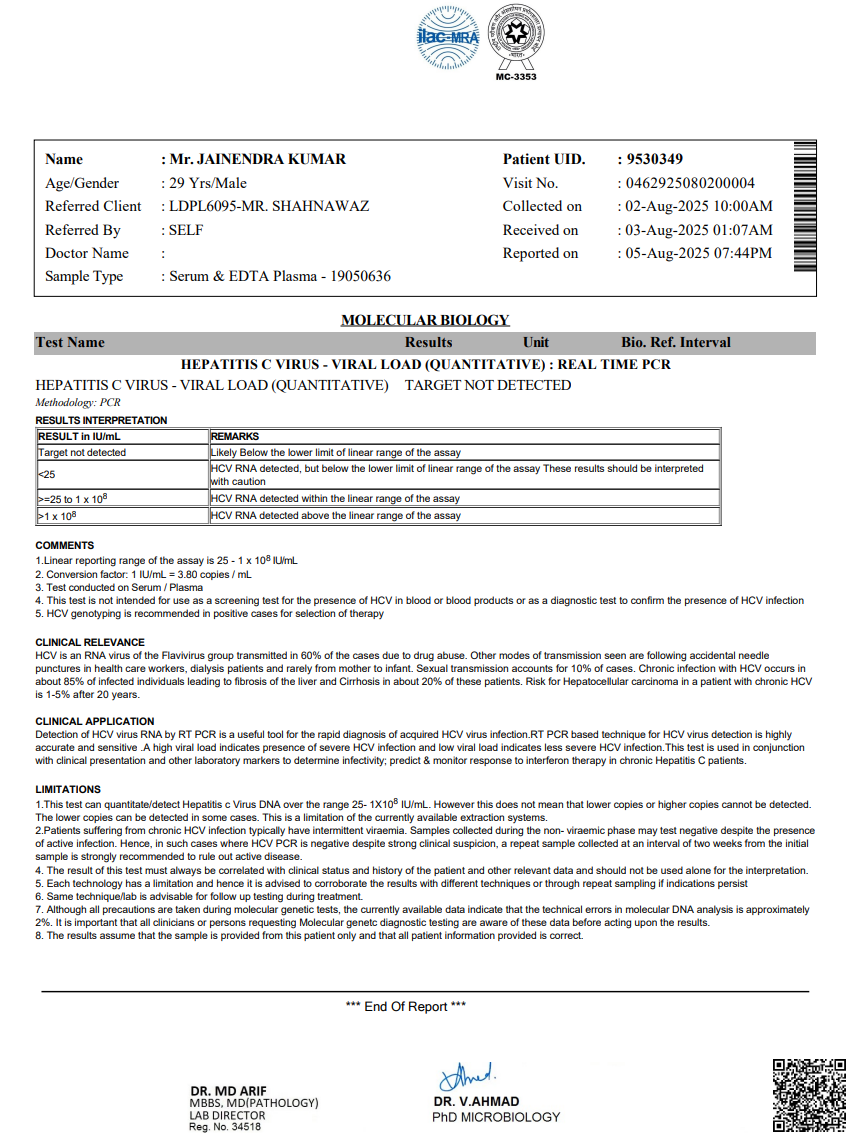 ilac-MRA
MC-3353
Name : Mr. JAINENDRA KUMAR Patient UID. : 9530349
Age/Gender : 29 Yrs/Male Visit No. : 0462925080200004
Referred Client : LDPL6095-MR. SHAHNAWAZ Collected on : 02-Aug-2025 10:00AM
Referred By : SELF Received on : 03-Aug-2025 01:07AM
Doctor Name : Reported on : 05-Aug-2025 07:44PM
Sample Type : Serum & EDTA Plasma - 19050636
MOLECULAR BIOLOGY
Test Name Results Unit Bio. Ref. Interval
HEPATITIS C VIRUS - VIRAL LOAD (QUANTITATIVE) : REAL TIME PCR
HEPATITIS C VIRUS - VIRAL LOAD (QUANTITATIVE) TARGET NOT DETECTED
Methodology: PCR
RESULTS INTERPRETATION
RESULT in IU/mL REMARKS
Target not detected Likely Below the lower limit of linear range of the assay
<25 HCV RNA detected, but below the lower limit of linear range of the assay These results should be interpreted
with caution
>=25 to 1 x 10⁸ HCV RNA detected within the linear range of the assay
>1 x 10⁸ HCV RNA detected above the linear range of the assay
COMMENTS
1.Linear reporting range of the assay is 25 - 1 x 10⁸ IU/mL
2. Conversion factor: 1 IU/mL = 3.80 copies / mL
3. Test conducted on Serum / Plasma
4. This test is not intended for use as a screening test for the presence of HCV in blood or blood products or as a diagnostic test to confirm the presence of HCV infection
5. HCV genotyping is recommended in positive cases for selection of therapy
CLINICAL RELEVANCE
HCV is an RNA virus of the Flavivirus group transmitted in 60% of the cases due to drug abuse. Other modes of transmission seen are following accidental needle
punctures in health care workers, dialysis patients and rarely from mother to infant. Sexual transmission accounts for 10% of cases. Chronic infection with HCV occurs in
about 85% of infected individuals leading to fibrosis of the liver and Cirrhosis in about 20% of these patients. Risk for Hepatocellular carcinoma in a patient with chronic HCV
is 1-5% after 20 years.
CLINICAL APPLICATION
Detection of HCV virus RNA by RT PCR is a useful tool for the rapid diagnosis of acquired HCV virus infection.RT PCR based technique for HCV virus detection is highly
accurate and sensitive .A high viral load indicates presence of severe HCV infection and low viral load indicates less severe HCV infection.This test is used in conjunction
with clinical presentation and other laboratory markers to determine infectivity; predict & monitor response to interferon therapy in chronic Hepatitis C patients.
LIMITATIONS
1.This test can quantitate/detect Hepatitis c Virus DNA over the range 25- 1X10⁸ IU/mL. However this does not mean that lower copies or higher copies cannot be detected.
The lower copies can be detected in some cases. This is a limitation of the currently available extraction systems.
2.Patients suffering from chronic HCV infection typically have intermittent viraemia. Samples collected during the non- viraemic phase may test negative despite the presence
of active infection. Hence, in such cases where HCV PCR is negative despite strong clinical suspicion, a repeat sample collected at an interval of two weeks from the initial
sample is strongly recommended to rule out active disease.
4. The result of this test must always be correlated with clinical status and history of the patient and other relevant data and should not be used alone for the interpretation.
5. Each technology has a limitation and hence it is advised to corroborate the results with different techniques or through repeat sampling if indications persist
6. Same technique/lab is advisable for follow up testing during treatment.
7. Although all precautions are taken during molecular genetic tests, the currently available data indicate that the technical errors in molecular DNA analysis is approximately
2%. It is important that all clinicians or persons requesting Molecular genetc diagnostic testing are aware of these data before acting upon the results.
8. The results assume that the sample is provided from this patient only and that all patient information provided is correct.
*** End Of Report ***
DR. MD ARIF
MBBS, MD(PATHOLOGY)
LAB DIRECTOR
Reg. No. 34518
Ahmed.
DR. V.AHMAD
PhD MICROBIOLOGY